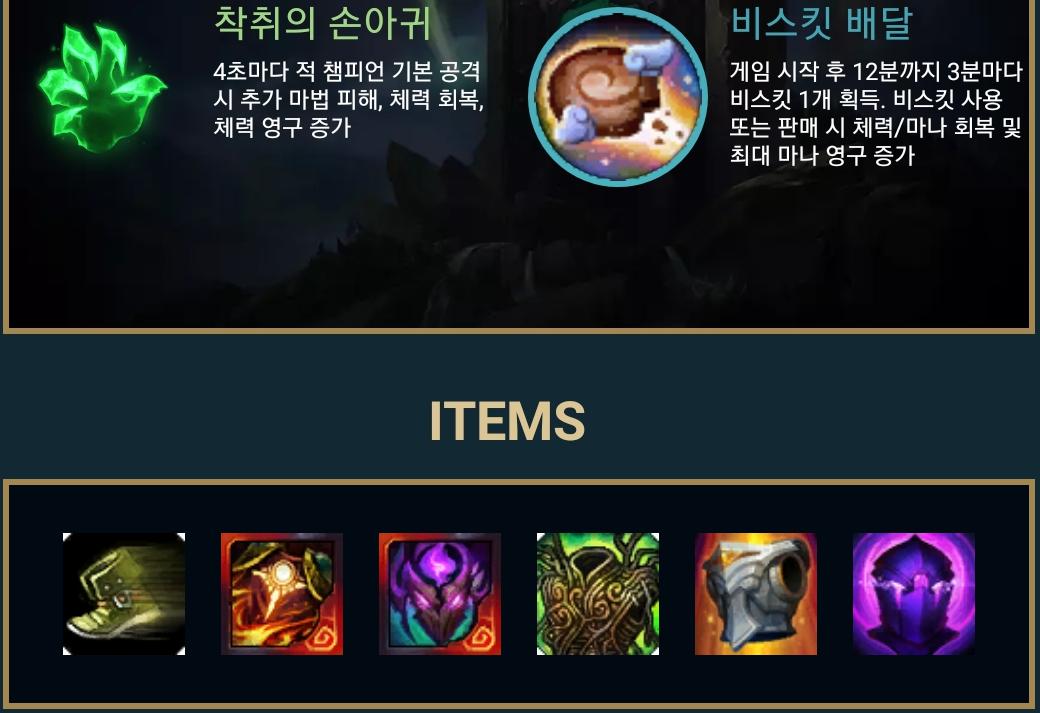 착취의 손아귀
4초마다 적 챔피언 기본 공격
시 추가 마법 피해, 체력 회복,
체력 영구 증가
비스킷 배달
게임 시작 후 12분까지 3분마다
비스킷 1개 획득. 비스킷 사용
또는 판매 시 체력/마나 회복 및
최대 마나 영구 증가
ITEMS